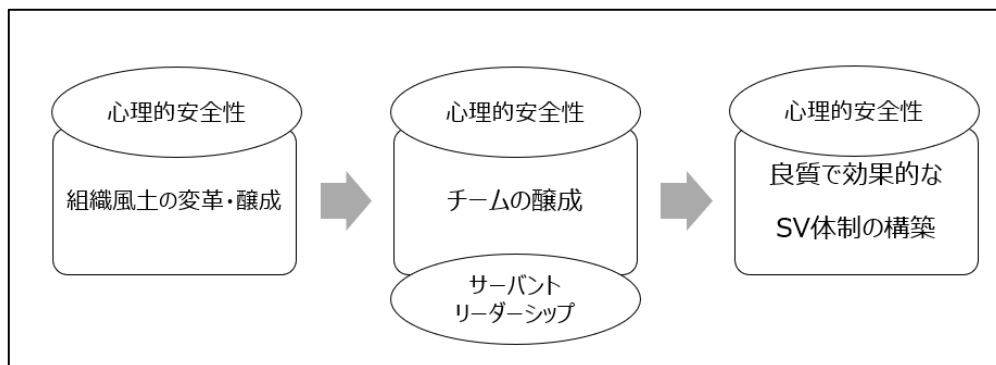 心理的安全性
組織風土の変革・醸成
心理的安全性
チームの醸成
サーバント
リーダーシップ
心理的安全性
良質で効果的な
SV体制の構築